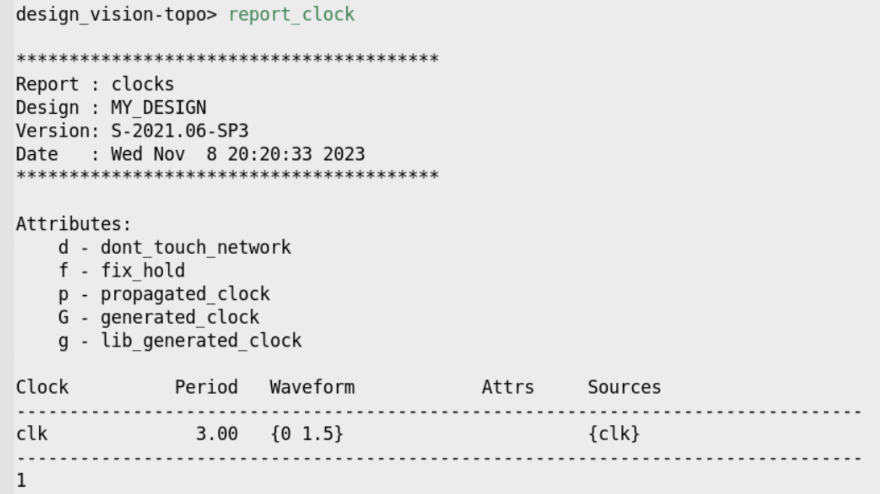 design_vision-topo> report_clock
****************************************
Report : clocks
Design : MY_DESIGN
Version: S-2021.06-SP3
Date   : Wed Nov  8 20:20:33 2023
****************************************
Attributes:
    d - dont_touch_network
    f - fix_hold
    p - propagated_clock
    G - generated_clock
    g - lib_generated_clock
Clock          Period   Waveform            Attrs     Sources
--------------------------------------------------------------------------------
clk              3.00   {0 1.5}                       {clk}
--------------------------------------------------------------------------------
1